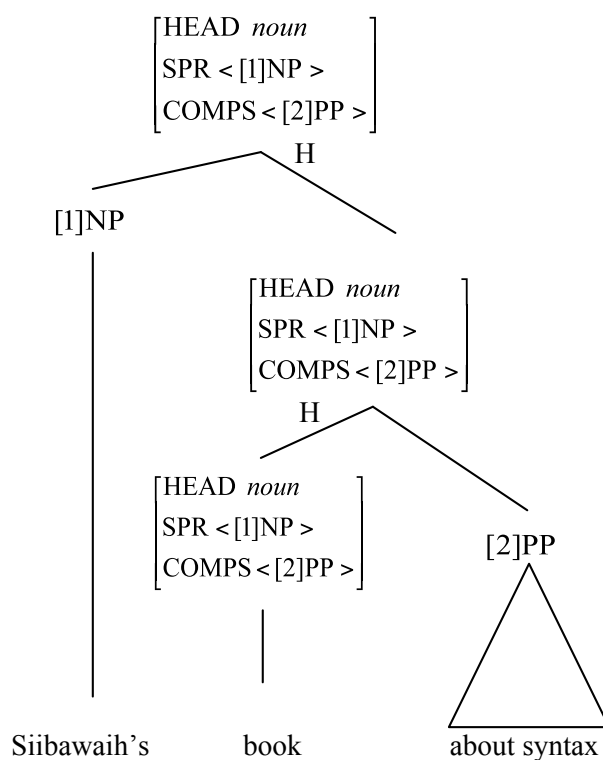 HEAD noun
SPR < [1]NP >
COMPS < [2]PP >
H
[1]NP
HEAD noun
SPR < [1]NP >
COMPS < [2]PP >
H
HEAD noun
SPR < [1]NP >
COMPS < [2]PP >
[2]PP
Siibawaih’s book about syntax